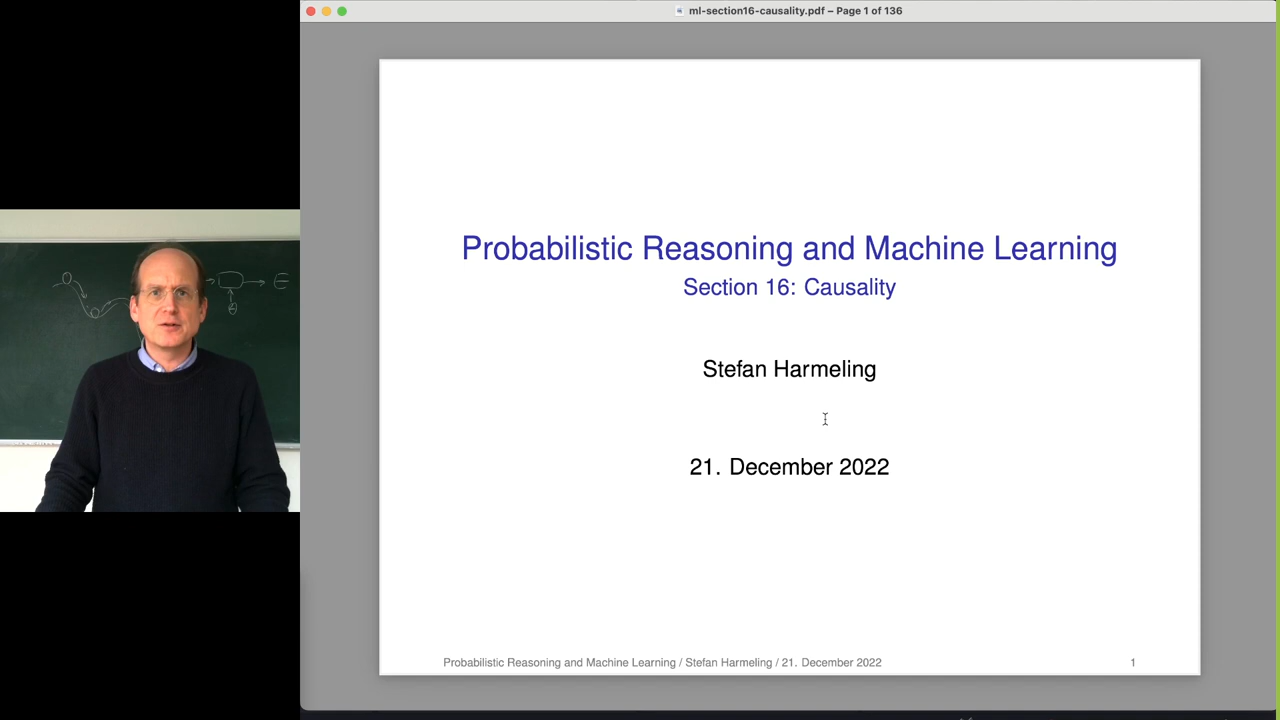 ml-section16-causality.pdf – Page 1 of 136
Probabilistic Reasoning and Machine Learning
Section 16: Causality
Stefan Harmeling
21. December 2022
Probabilistic Reasoning and Machine Learning / Stefan Harmeling / 21. December 2022 1